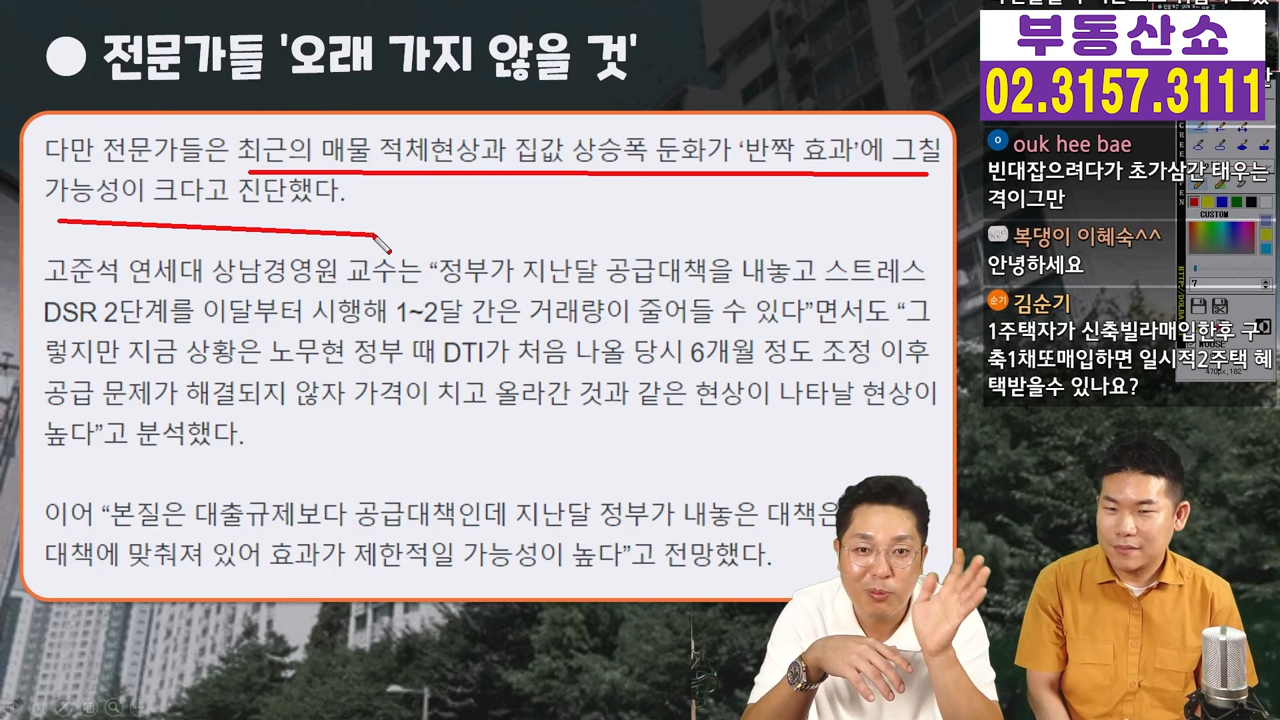 ● 전문가들 '오래 가지 않을 것'
다만 전문가들은 최근의 매물 적체현상과 집값 상승폭 둔화가 ‘반짝 효과’에 그칠
가능성이 크다고 진단했다.
고준석 연세대 상남경영원 교수는 “정부가 지난달 공급대책을 내놓고 스트레스
DSR 2단계를 이달부터 시행해 1~2달 간은 거래량이 줄어들 수 있다”면서도 “그
렇지만 지금 상황은 노무현 정부 때 DTI가 처음 나올 당시 6개월 정도 조정 이후
공급 문제가 해결되지 않자 가격이 치고 올라간 것과 같은 현상이 나타날 현상이
높다”고 분석했다.
이어 “본질은 대출규제보다 공급대책인데 지난달 정부가 내놓은 대책은
대책에 맞춰져 있어 효과가 제한적일 가능성이 높다”고 전망했다.
부동산쇼
02.3157.3111
ouk hee bae
빈대잡으려다가 초가삼간 태우는
격이그만
복댕이 이혜숙^^
안녕하세요
순기 김순기
1주택자가 신축빌라매입한후 구
축1채또매입하면 일시적2주택 혜
택받을수 있나요?
CUSTOM
7